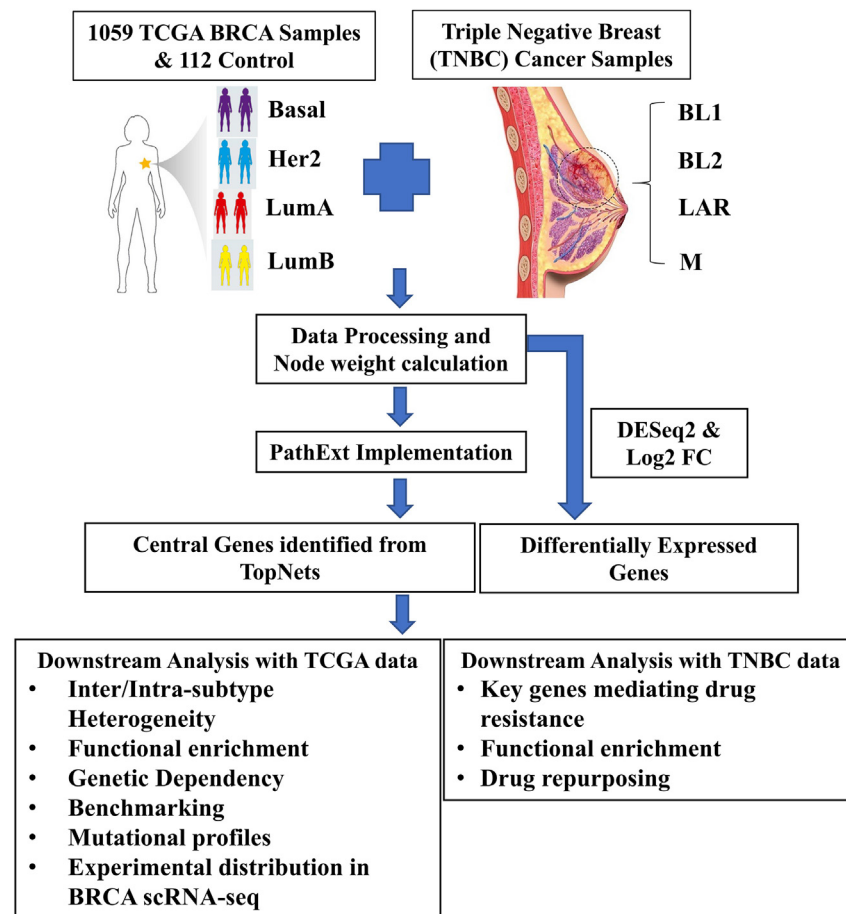 1059 TCGA BRCA Samples
& 112 Control
Triple Negative Breast
(TNBC) Cancer Samples
Basal
Her2
LumA
LumB
BL1
BL2
LAR
M
Data Processing and
Node weight calculation
PathExt Implementation
DESeq2 &
Log2 FC
Central Genes identified from
TopNets
Differentially Expressed
Genes
Downstream Analysis with TCGA data
• Inter/Intra-subtype
Heterogeneity
• Functional enrichment
• Genetic Dependency
• Benchmarking
• Mutational profiles
• Experimental distribution in
BRCA scRNA-seq
Downstream Analysis with TNBC data
• Key genes mediating drug
resistance
• Functional enrichment
• Drug repurposing